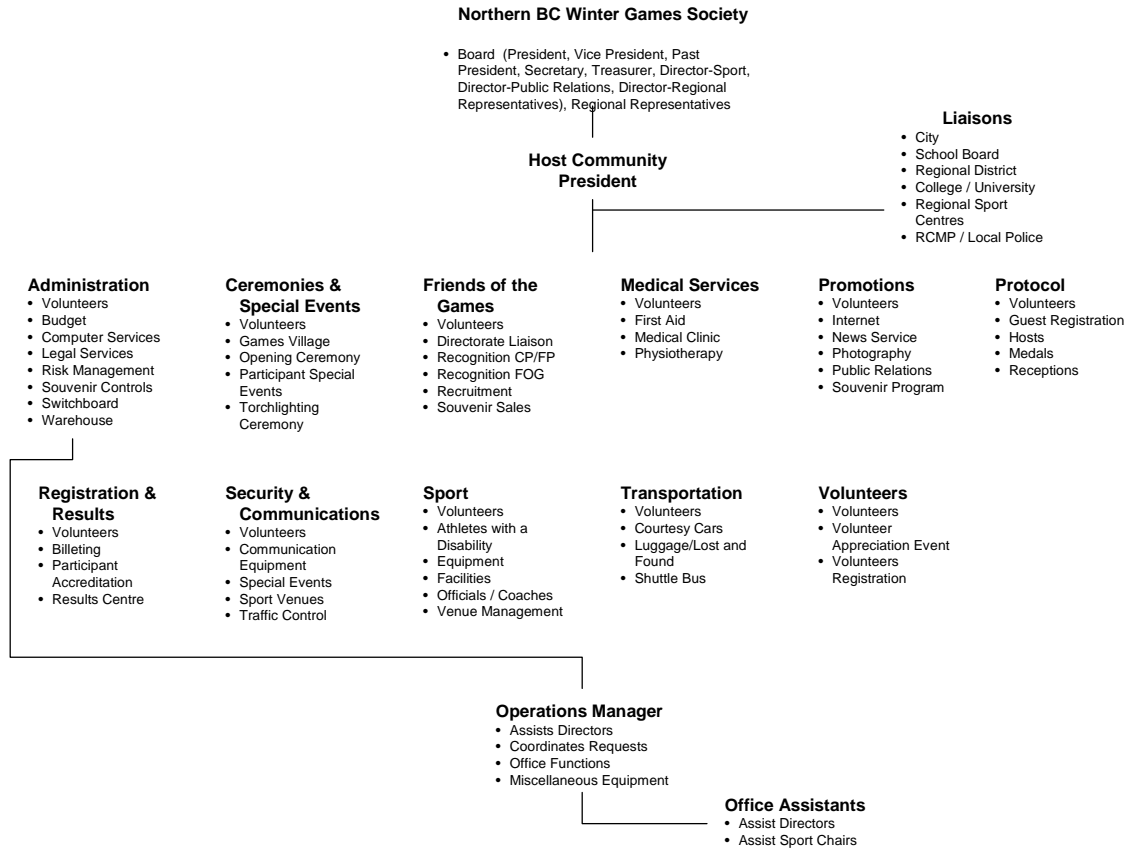 Northern BC Winter Games Society
• Board (President, Vice President, Past
President, Secretary, Treasurer, Director-Sport,
Director-Public Relations, Director-Regional
Representatives), Regional Representatives
Host Community
President
Liaisons
• City
• School Board
• Regional District
• College / University
• Regional Sport
Centres
• RCMP / Local Police
Administration
• Volunteers
• Budget
• Computer Services
• Legal Services
• Risk Management
• Souvenir Controls
• Switchboard
• Warehouse
Ceremonies &
Special Events
• Volunteers
• Games Village
• Opening Ceremony
• Participant Special
Events
• Torchlighting
Ceremony
Friends of the
Games
• Volunteers
• Directorate Liaison
• Recognition CP/FP
• Recognition FOG
• Recruitment
• Souvenir Sales
Medical Services
• Volunteers
• First Aid
• Medical Clinic
• Physiotherapy
Promotions
• Volunteers
• Internet
• News Service
• Photography
• Public Relations
• Souvenir Program
Protocol
• Volunteers
• Guest Registration
• Hosts
• Medals
• Receptions
Registration &
Results
• Volunteers
• Billeting
• Participant
Accreditation
• Results Centre
Security &
Communications
• Volunteers
• Communication
Equipment
• Special Events
• Sport Venues
• Traffic Control
Sport
• Volunteers
• Athletes with a
Disability
• Equipment
• Facilities
• Officials / Coaches
• Venue Management
Transportation
• Volunteers
• Courtesy Cars
• Luggage/Lost and
Found
• Shuttle Bus
Volunteers
• Volunteers
• Volunteer
Appreciation Event
• Volunteers
Registration
Operations Manager
• Assists Directors
• Coordinates Requests
• Office Functions
• Miscellaneous Equipment
Office Assistants
• Assist Directors
• Assist Sport Chairs